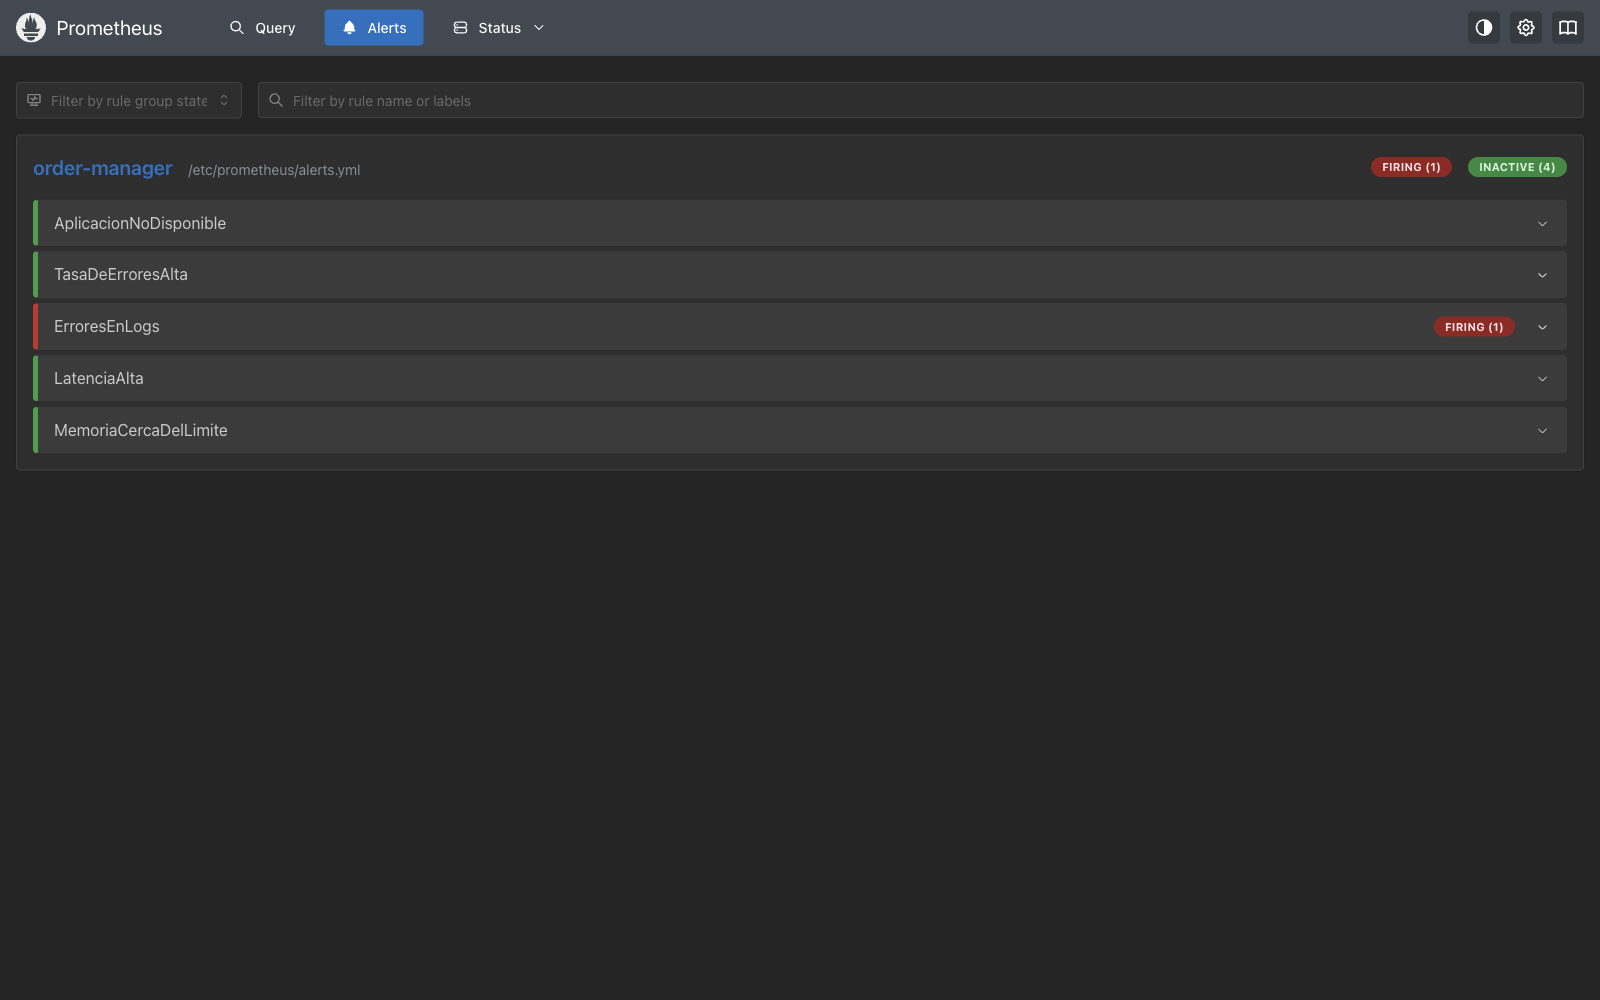 Prometheus Query Alerts Status
Filter by rule group state Filter by rule name or labels
order-manager /etc/prometheus/alerts.yml FIRING (1) INACTIVE (4)
AplicacionNoDisponible
TasaDeErroresAlta
ErroresEnLogs FIRING (1)
LatenciaAlta
MemoriaCercaDelLimite